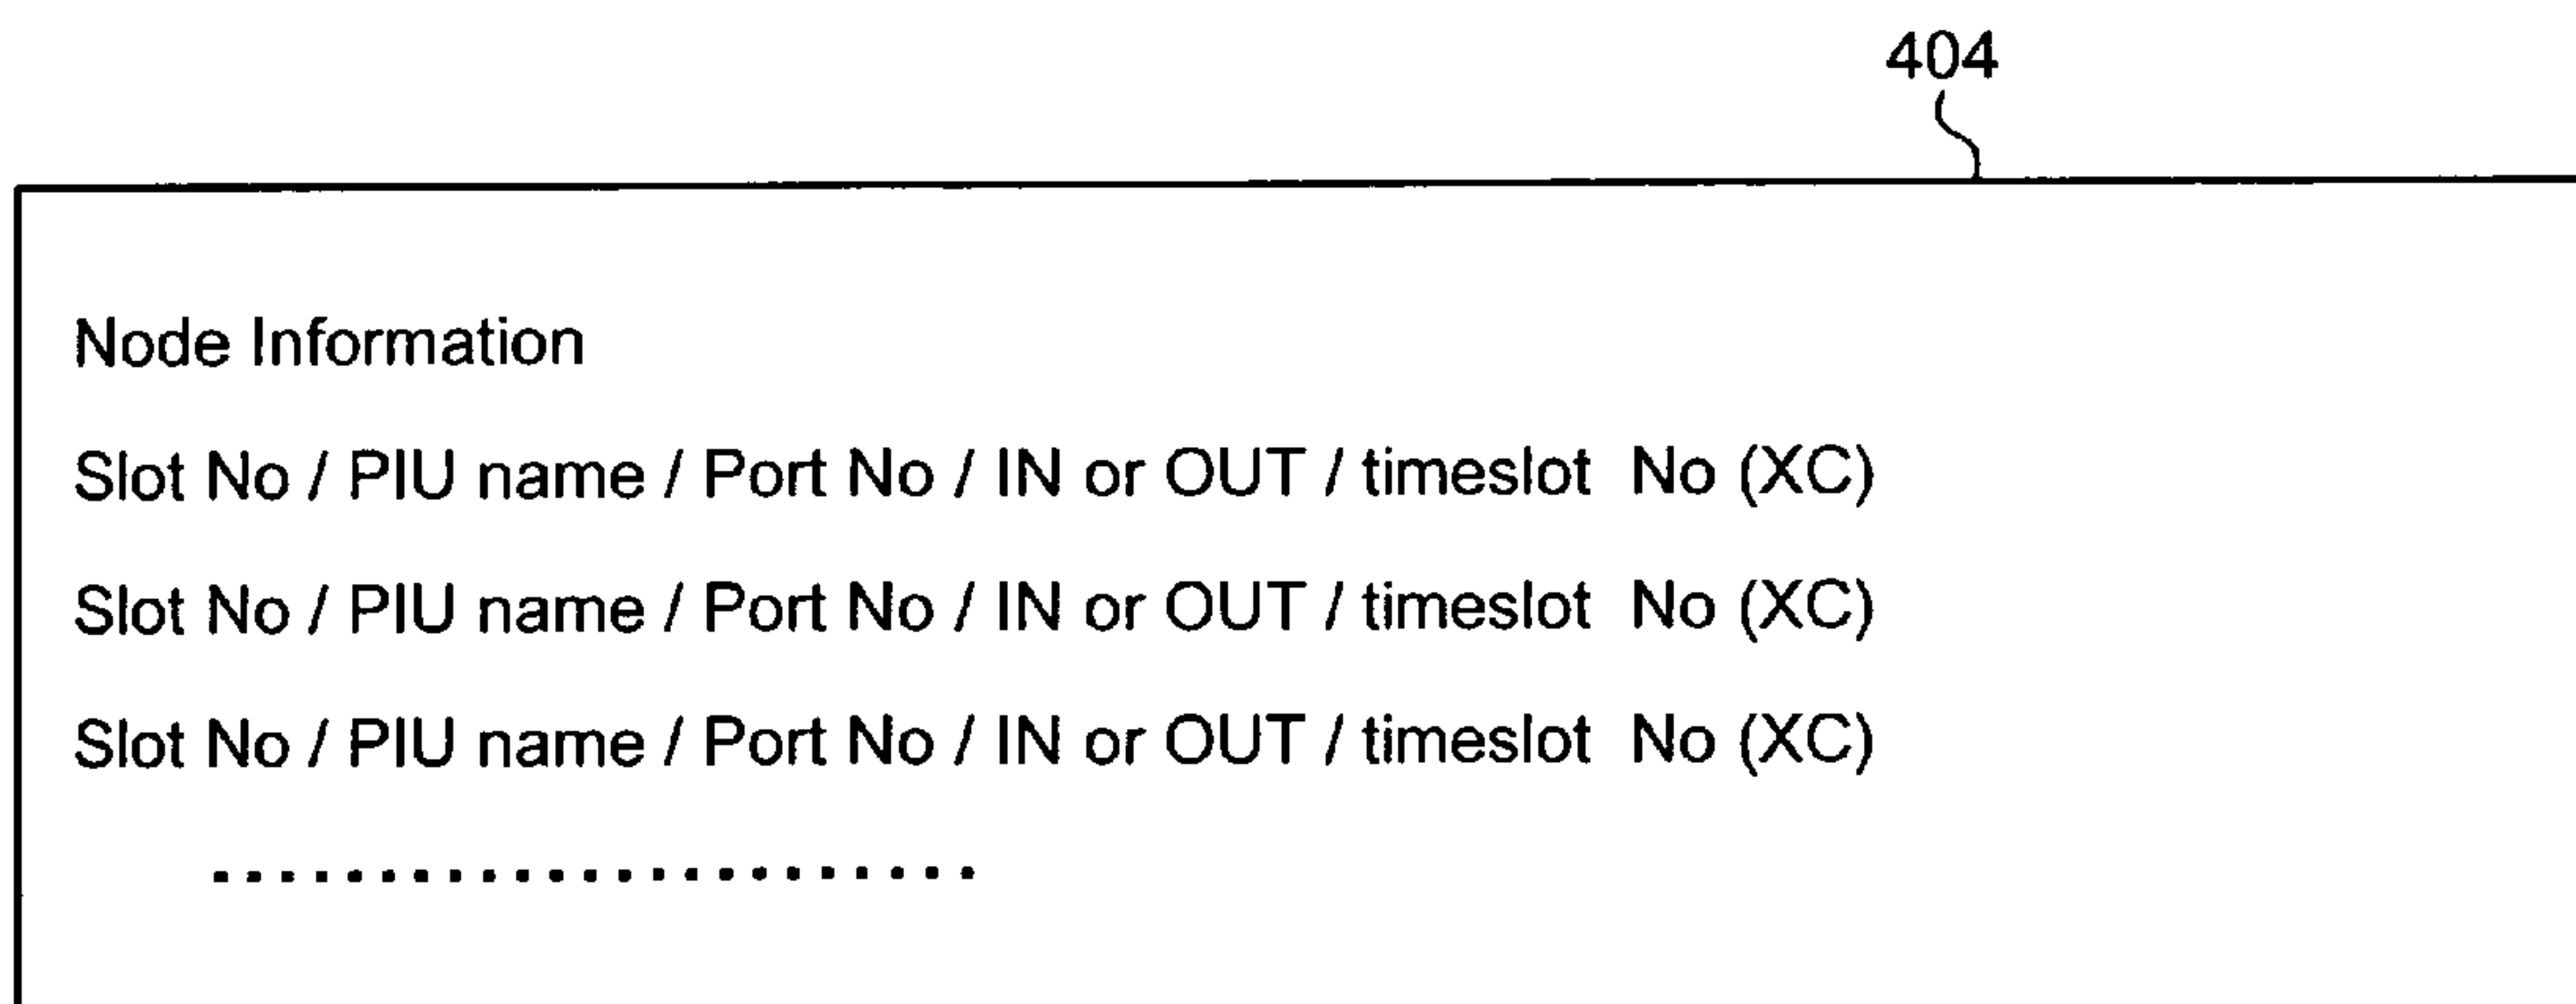 404
Node Information
Slot No / PIU name / Port No / IN or OUT / timeslot No (XC)
Slot No / PIU name / Port No / IN or OUT / timeslot No (XC)
Slot No / PIU name / Port No / IN or OUT / timeslot No (XC)
.......................